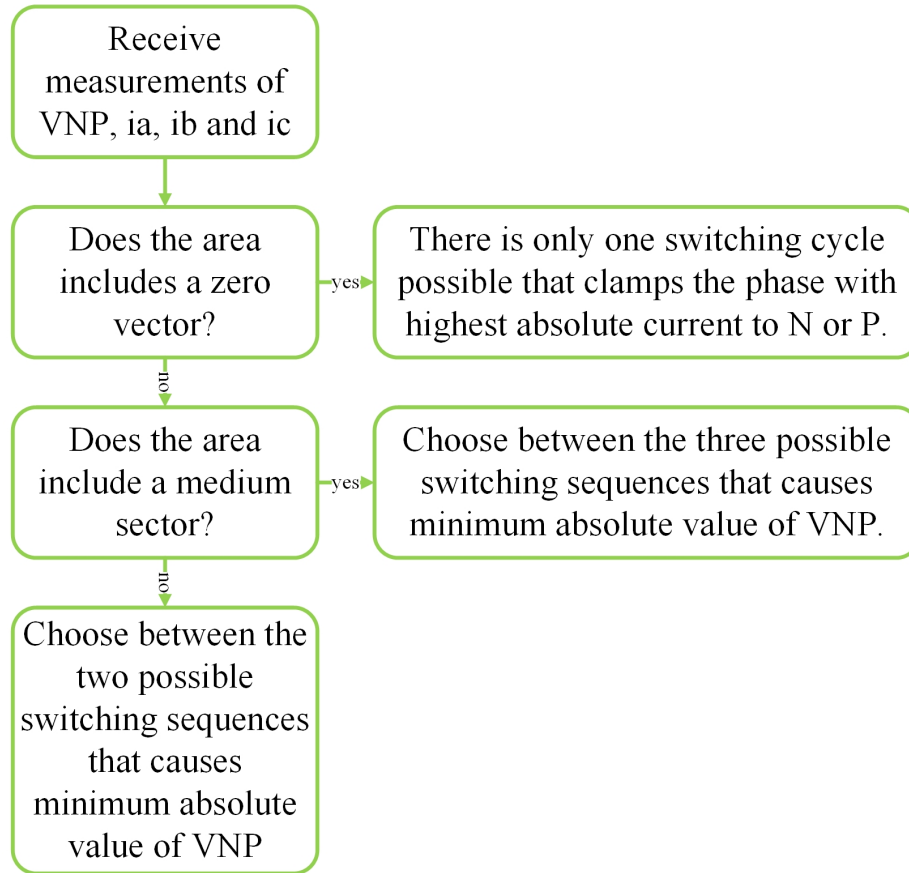 Receive
measurements of
VNP, ia, ib and ic
Does the area
includes a zero
vector?
yes
There is only one switching cycle
possible that clamps the phase with
highest absolute current to N or P.
no
Does the area
include a medium
sector?
yes
Choose between the three possible
switching sequences that causes
minimum absolute value of VNP.
no
Choose between the
two possible
switching sequences
that causes
minimum absolute
value of VNP